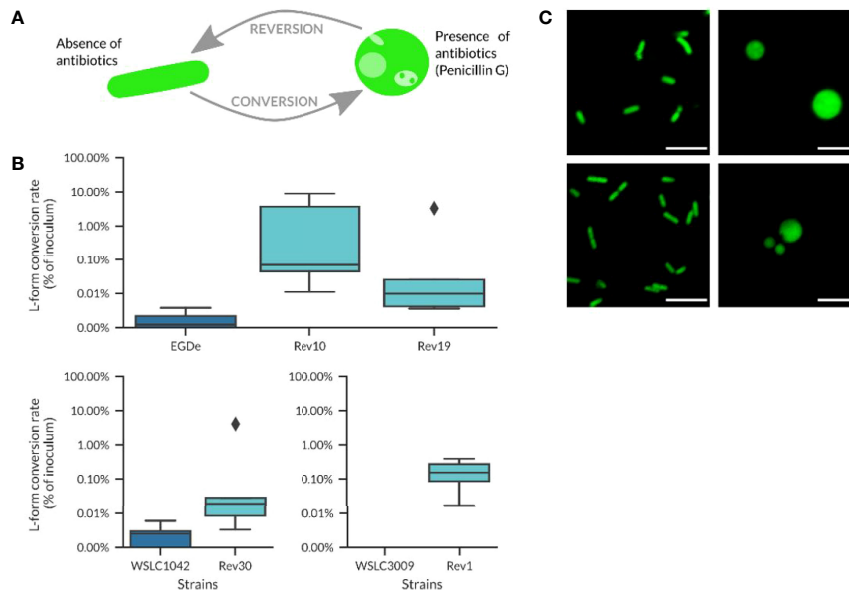 A
Absence of
antibiotics
REVERSION
CONVERSION
Presence of
antibiotics
(Penicillin G)
B
L-form conversion rate
(% of inoculum)
100.00%
10.00%
1.00%
0.10%
0.01%
0.00%
EGDe
Rev10
Rev19
L-form conversion rate
(% of inoculum)
100.00%
10.00%
1.00%
0.10%
0.01%
0.00%
WSLC1042
Rev30
Strains
100.00%
10.00%
1.00%
0.10%
0.01%
0.00%
WSLC3009
Rev1
Strains
C